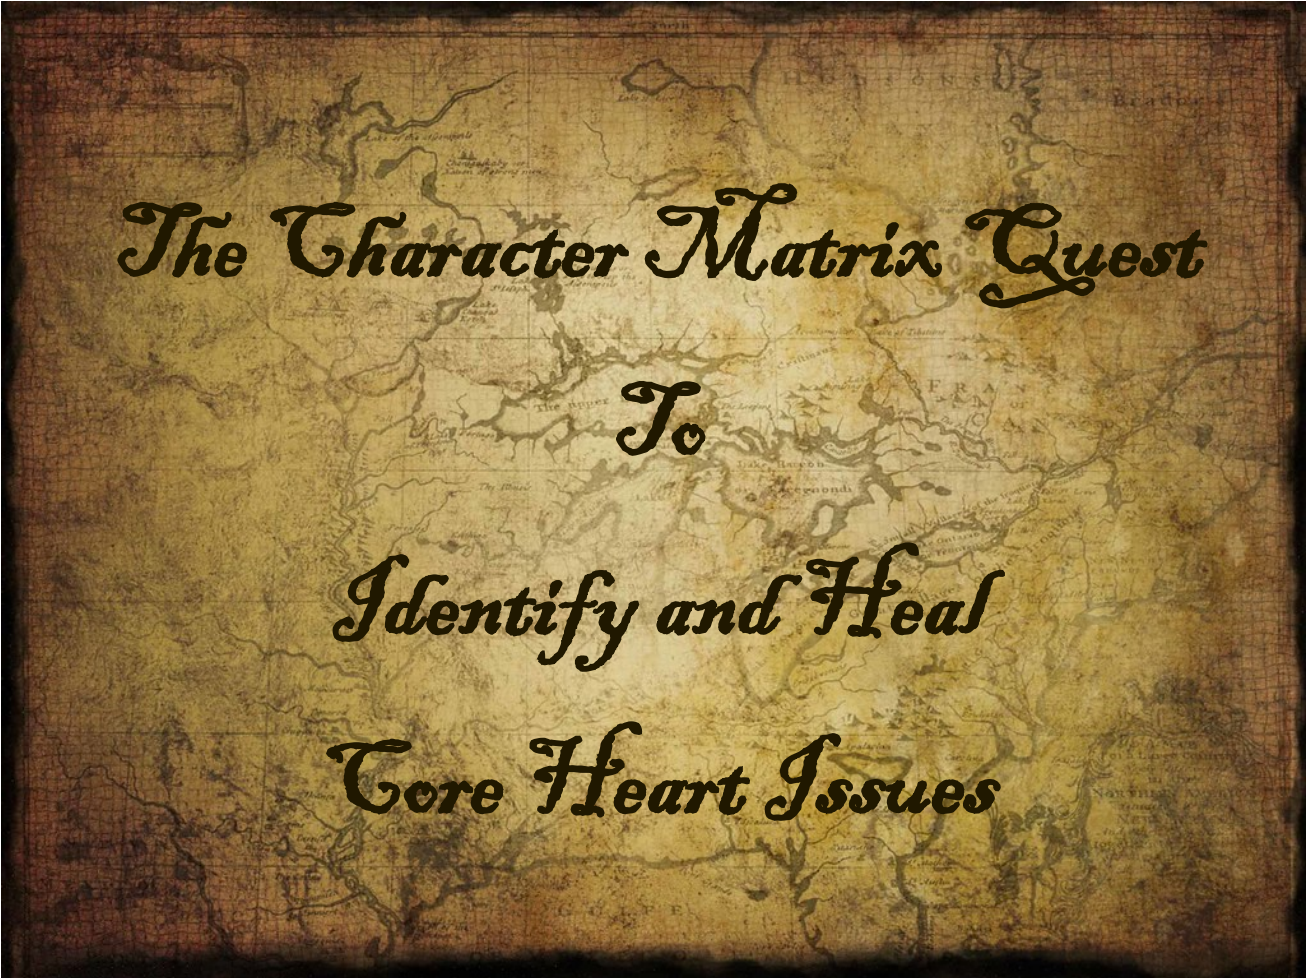 The Character Matrix Quest
To
Identify and Heal
Core Heart Issues